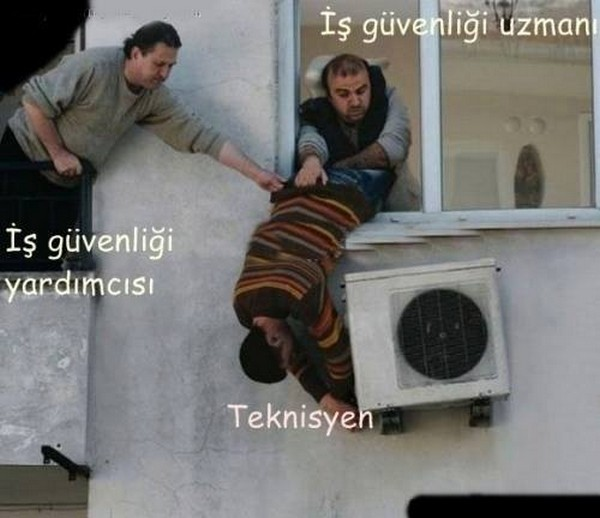 İş güvenliği uzmanı
İş güvenliği
yardımcısı
Teknisyen